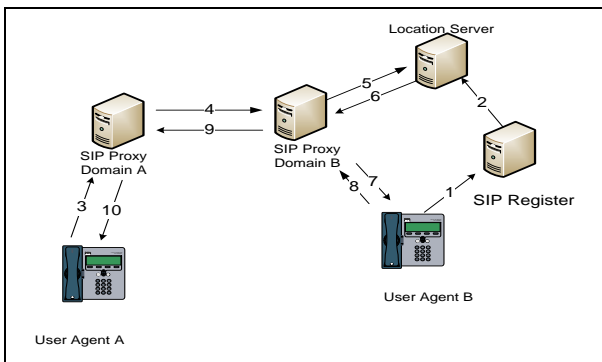 Location Server
5
6
2
4
9
SIP Proxy
Domain A
SIP Proxy
Domain B
SIP Register
3
10
7
8
1
User Agent B
User Agent A